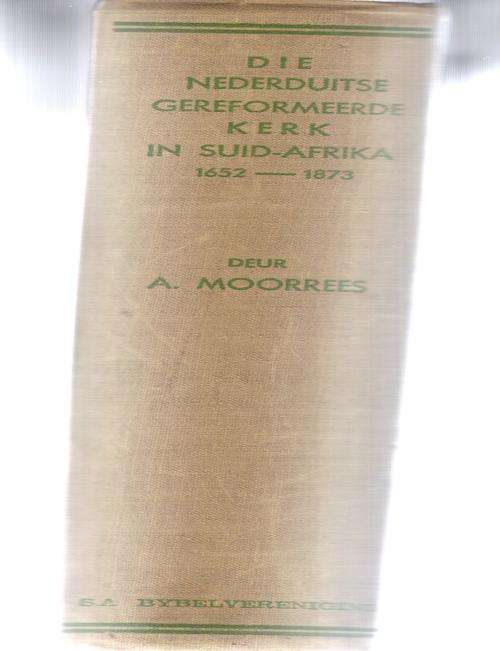 DIE
NEDERDUITSE
GEREFORMEERDE
KERK
IN SUID-AFRIKA
1652 — 1873
DEUR
A. MOORREES
S.A. BYBELVERENIGING